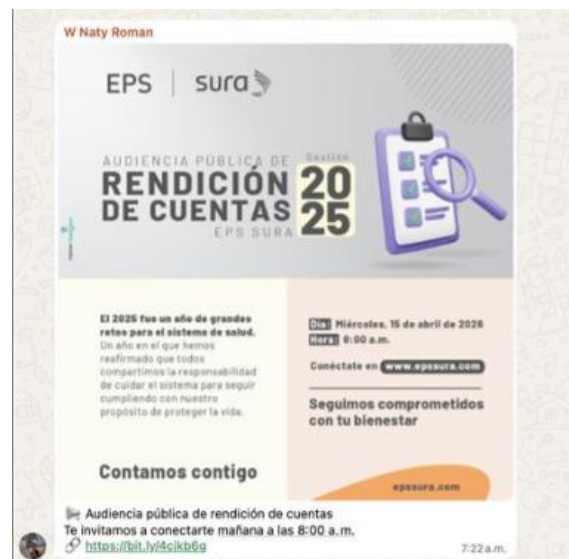 W Naty Roman
EPS | sura
AUDIENCIA PÚBLICA DE
RENDICIÓN
DE CUENTAS
EPS SURA
Gestión
20
25
El 2025 fue un año de grandes
retos para el sistema de salud.
Un año en el que hemos
reafirmado que todos
compartimos la responsabilidad
de cuidar el sistema para seguir
cumpliendo con nuestro
propósito de proteger la vida.
Contamos contigo
Día: Miércoles, 15 de abril de 2026
Hora: 8:00 a.m.
Conéctate en www.epssura.com
Seguimos comprometidos
con tu bienestar
epssura.com
Audiencia pública de rendición de cuentas
Te invitamos a conectarte mañana a las 8:00 a.m.
https://bit.ly/4cjkb6g
7:22 a.m.